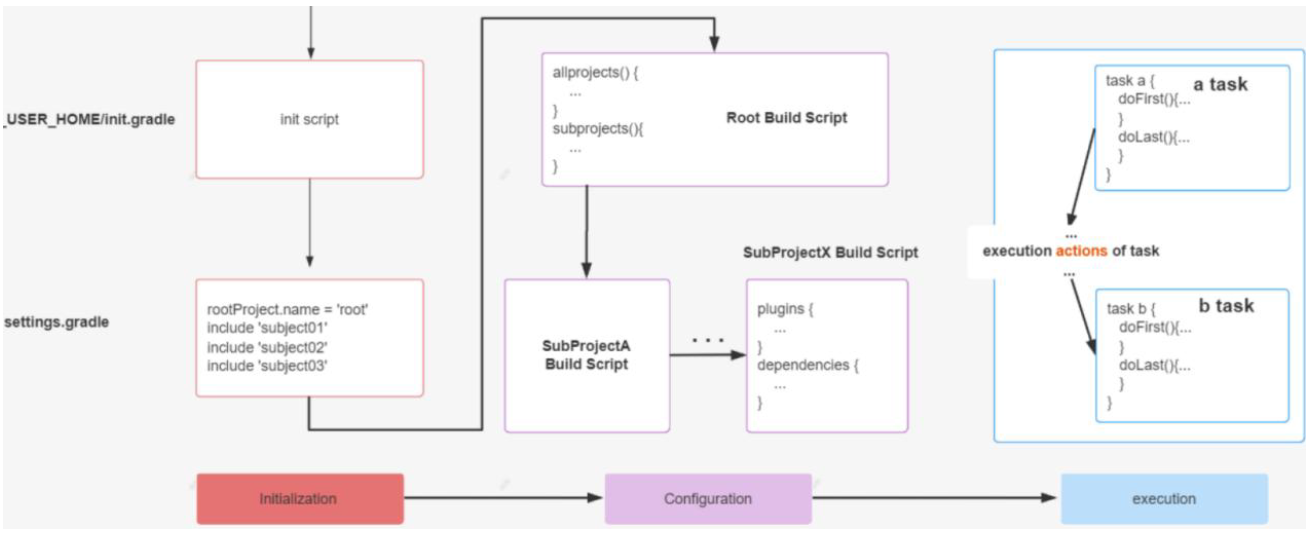 _USER_HOME/init.gradle
init script
settings.gradle
rootProject.name = 'root'
include 'subject01'
include 'subject02'
include 'subject03'
allprojects() {
...
}
subprojects(){
...
}
Root Build Script
SubProjectA
Build Script
...
SubProjectX Build Script
plugins {
...
}
dependencies {
...
}
task a {
doFirst(){...
}
doLast(){...
}
}
a task
...
execution actions of task
...
task b {
doFirst(){...
}
doLast(){...
}
}
b task
Initialization
Configuration
execution